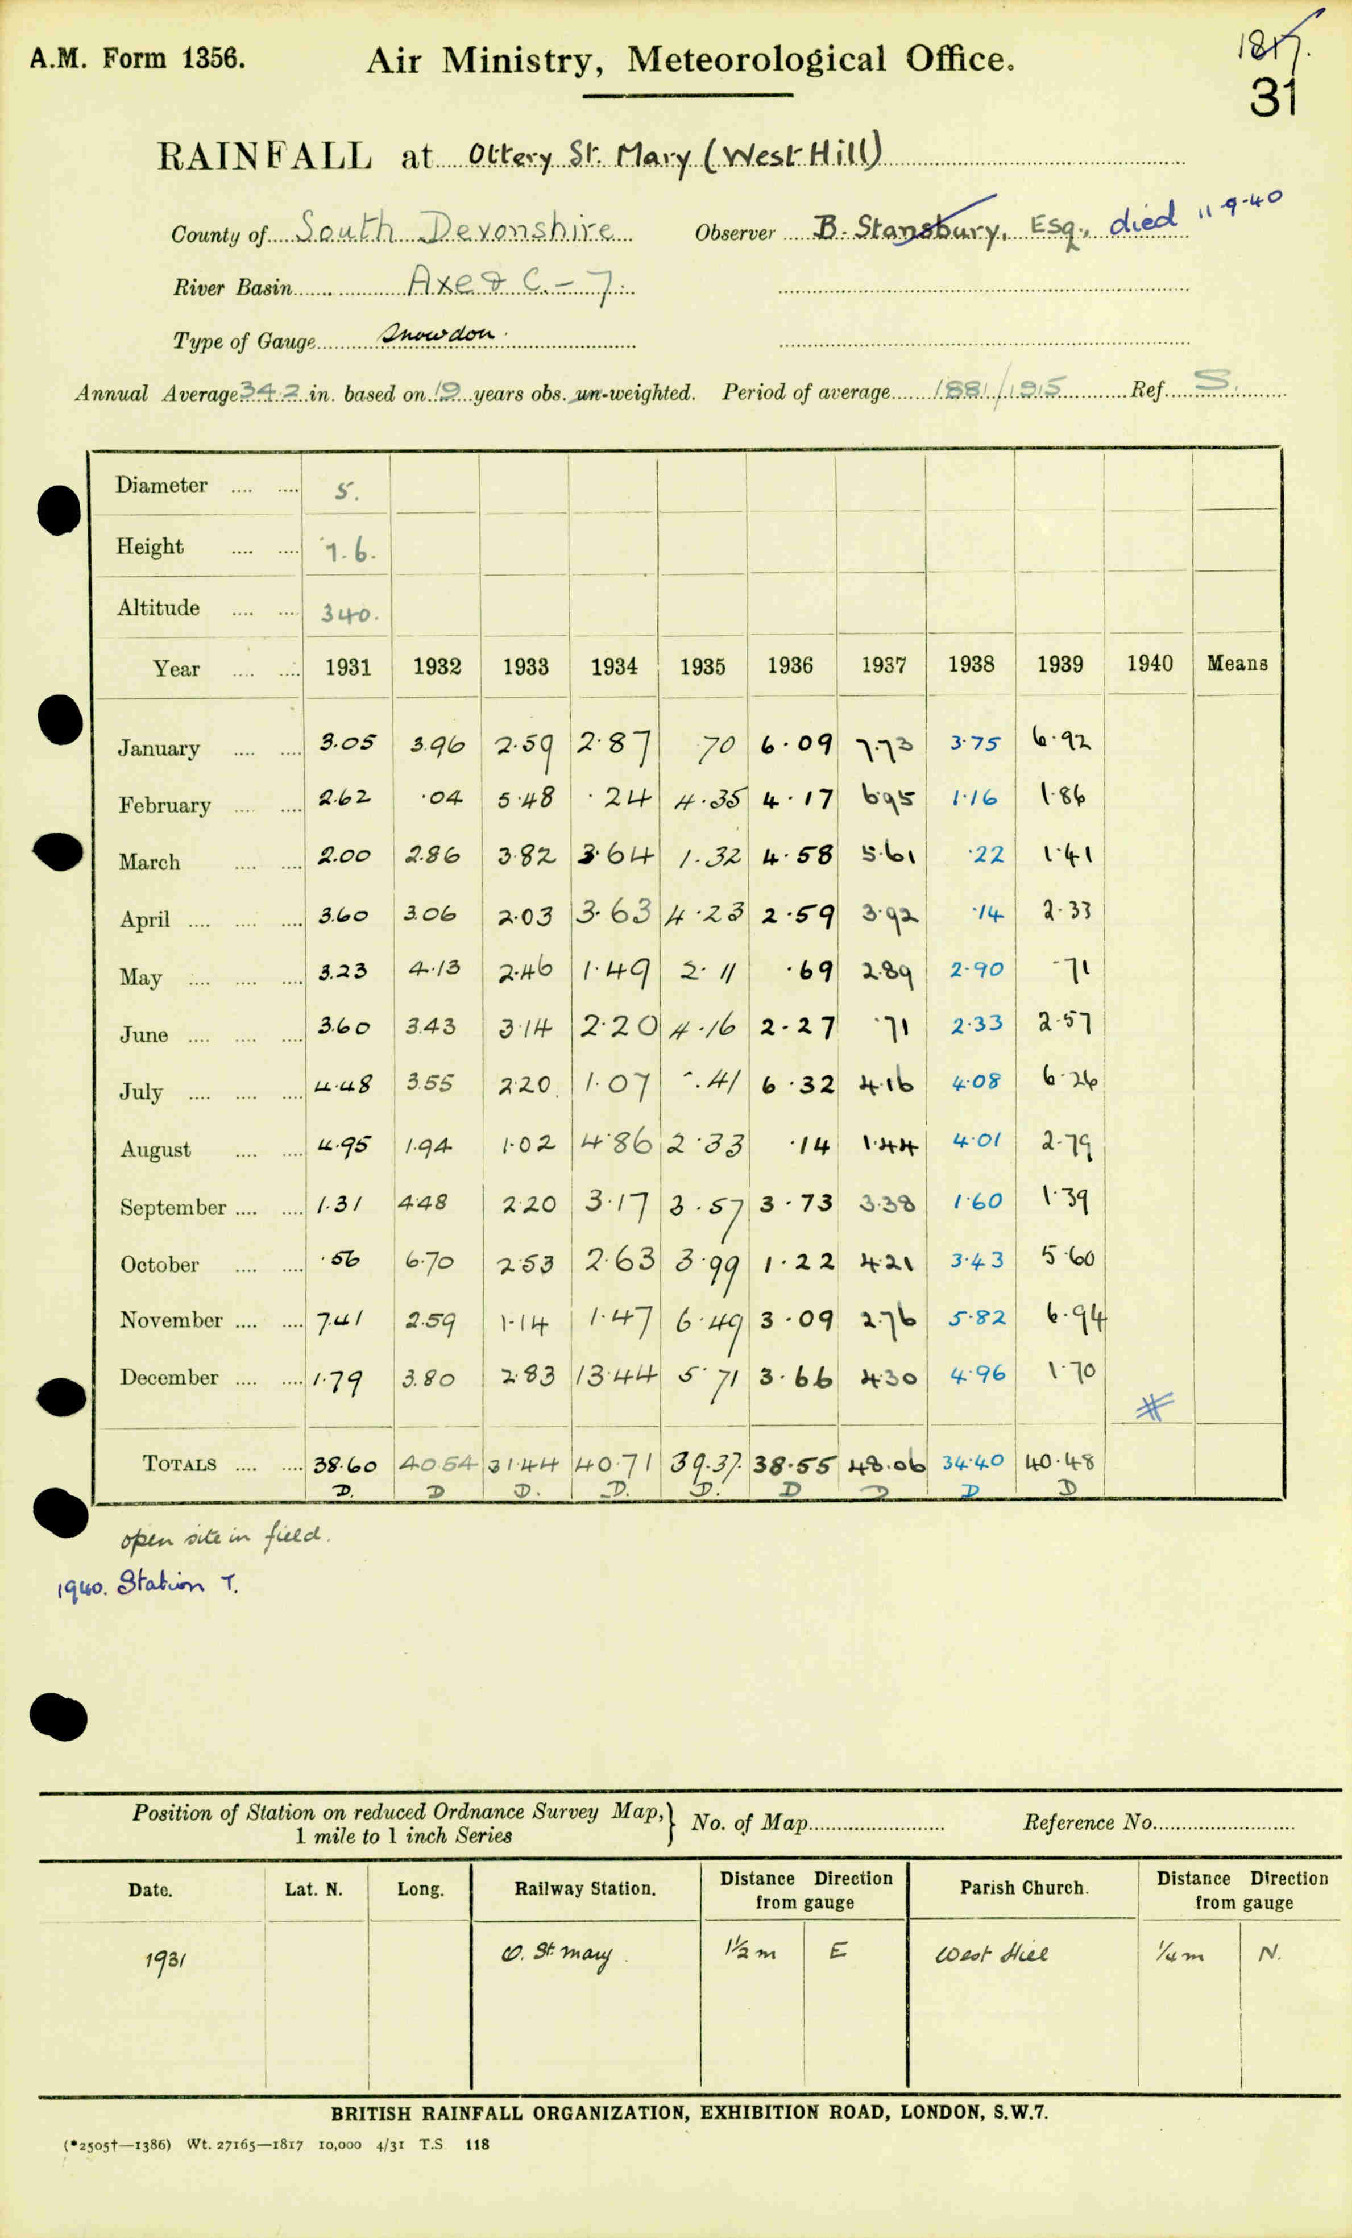 A.M. Form 1356. Air Ministry, Meteorological Office. 1817.
31
RAINFALL at Ottery St. Mary (West Hill)
County of South Devonshire Observer B. Stansbury, Esq., died 11-9-40
River Basin Axe & C. - 7.
Type of Gauge Snowdon.
Annual Average 34.2 in. based on 19 years obs. un-weighted. Period of average 1881/1915 Ref. S.
Diameter .... .... 5.
Height .... .... 1.6.
Altitude .... .... 340.
Year .... .... 1931 1932 1933 1934 1935 1936 1937 1938 1939 1940 Means
January .... .... 3.05 3.96 2.59 2.87 .70 6.09 7.73 3.75 6.92
February .... .... 2.62 .04 5.48 .24 4.35 4.17 6.95 1.16 1.86
March .... .... 2.00 2.86 3.82 3.64 1.32 4.58 5.61 .22 1.41
April .... .... .... 3.60 3.06 2.03 3.63 4.23 2.59 3.92 .14 2.33
May .... .... .... 3.23 4.13 2.46 1.49 2.11 .69 2.89 2.90 .71
June .... .... .... 3.60 3.43 3.14 2.20 4.16 2.27 .71 2.33 2.57
July .... .... .... 4.48 3.55 2.20 1.07 .41 6.32 4.16 4.08 6.26
August .... .... 4.95 1.94 1.02 4.86 2.33 .14 1.44 4.01 2.79
September .... .... 1.31 4.48 2.20 3.17 3.57 3.73 3.38 1.60 1.39
October .... .... .56 6.70 2.53 2.63 3.99 1.22 4.21 3.43 5.60
November .... .... 7.41 2.59 1.14 1.47 6.49 3.09 2.76 5.82 6.94
December .... .... 1.79 3.80 2.83 13.44 5.71 3.66 4.30 4.96 1.70
#
TOTALS .... .... 38.60 40.54 31.44 40.71 39.37 38.55 48.06 34.40 40.48
D. D D. D. D. D D D D
open site in field.
1940. Station T.
Position of Station on reduced Ordnance Survey Map, } No. of Map Reference No.
1 mile to 1 inch Series
Date. Lat. N. Long. Railway Station. Distance Direction from gauge Parish Church. Distance Direction from gauge
1931 O. St. Mary. 1½ m E West Hill ¼ m N.
BRITISH RAINFALL ORGANIZATION, EXHIBITION ROAD, LONDON, S.W.7.
(*2505†—1386) Wt. 27165—1817 10,000 4/31 T.S. 118